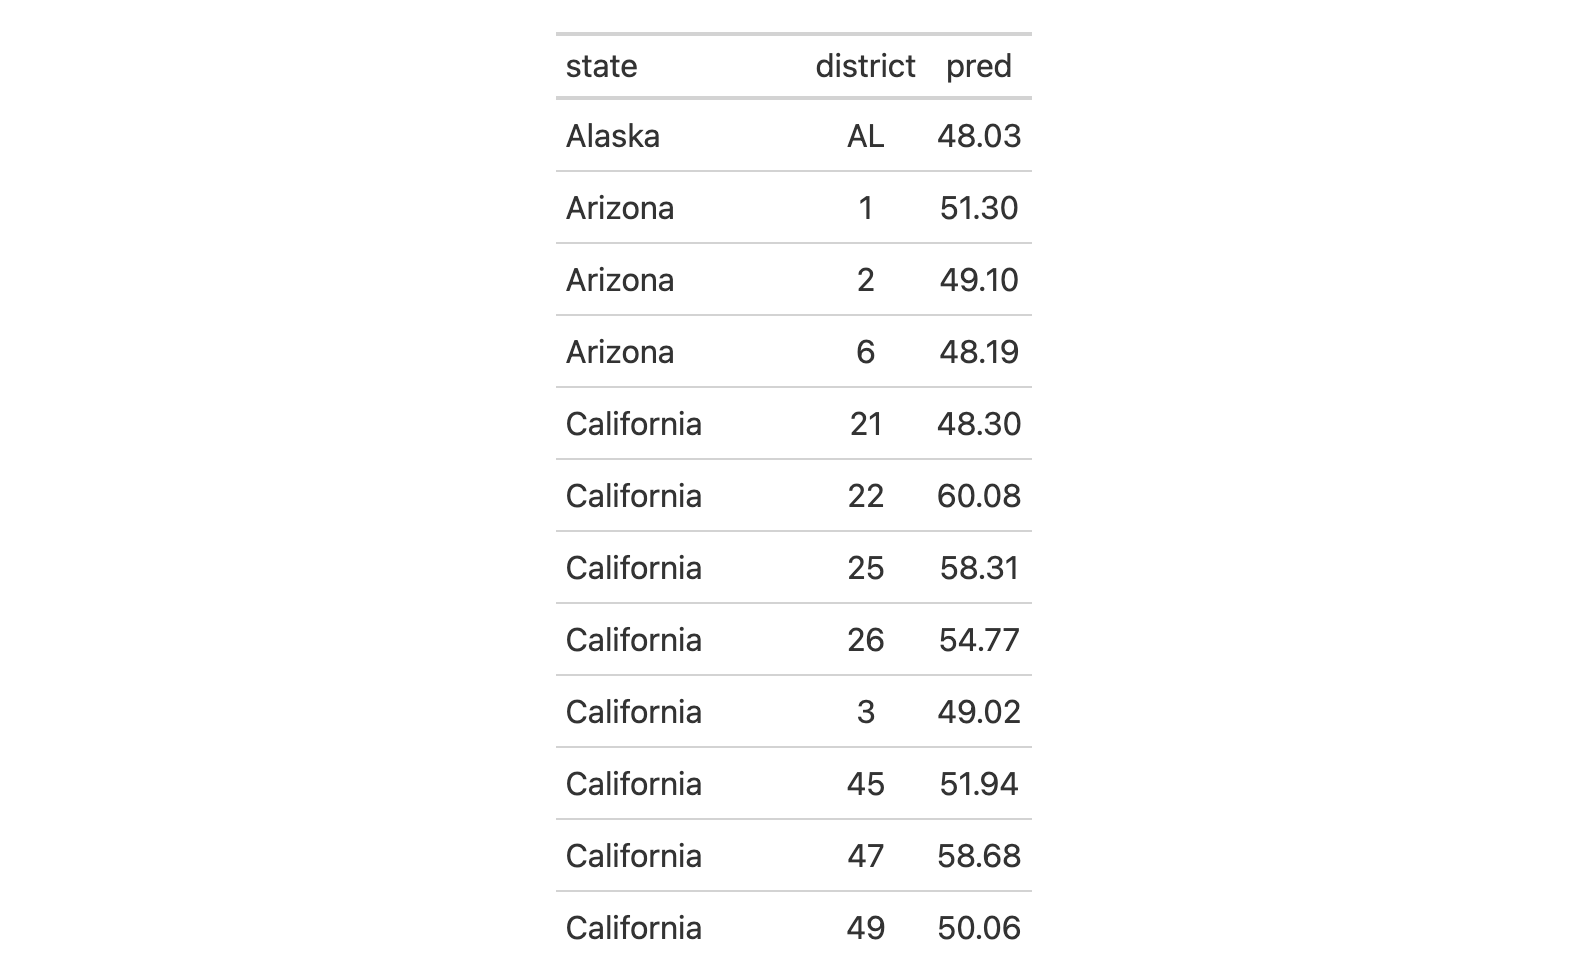 state district pred
Alaska AL 48.03
Arizona 1 51.30
Arizona 2 49.10
Arizona 6 48.19
California 21 48.30
California 22 60.08
California 25 58.31
California 26 54.77
California 3 49.02
California 45 51.94
California 47 58.68
California 49 50.06